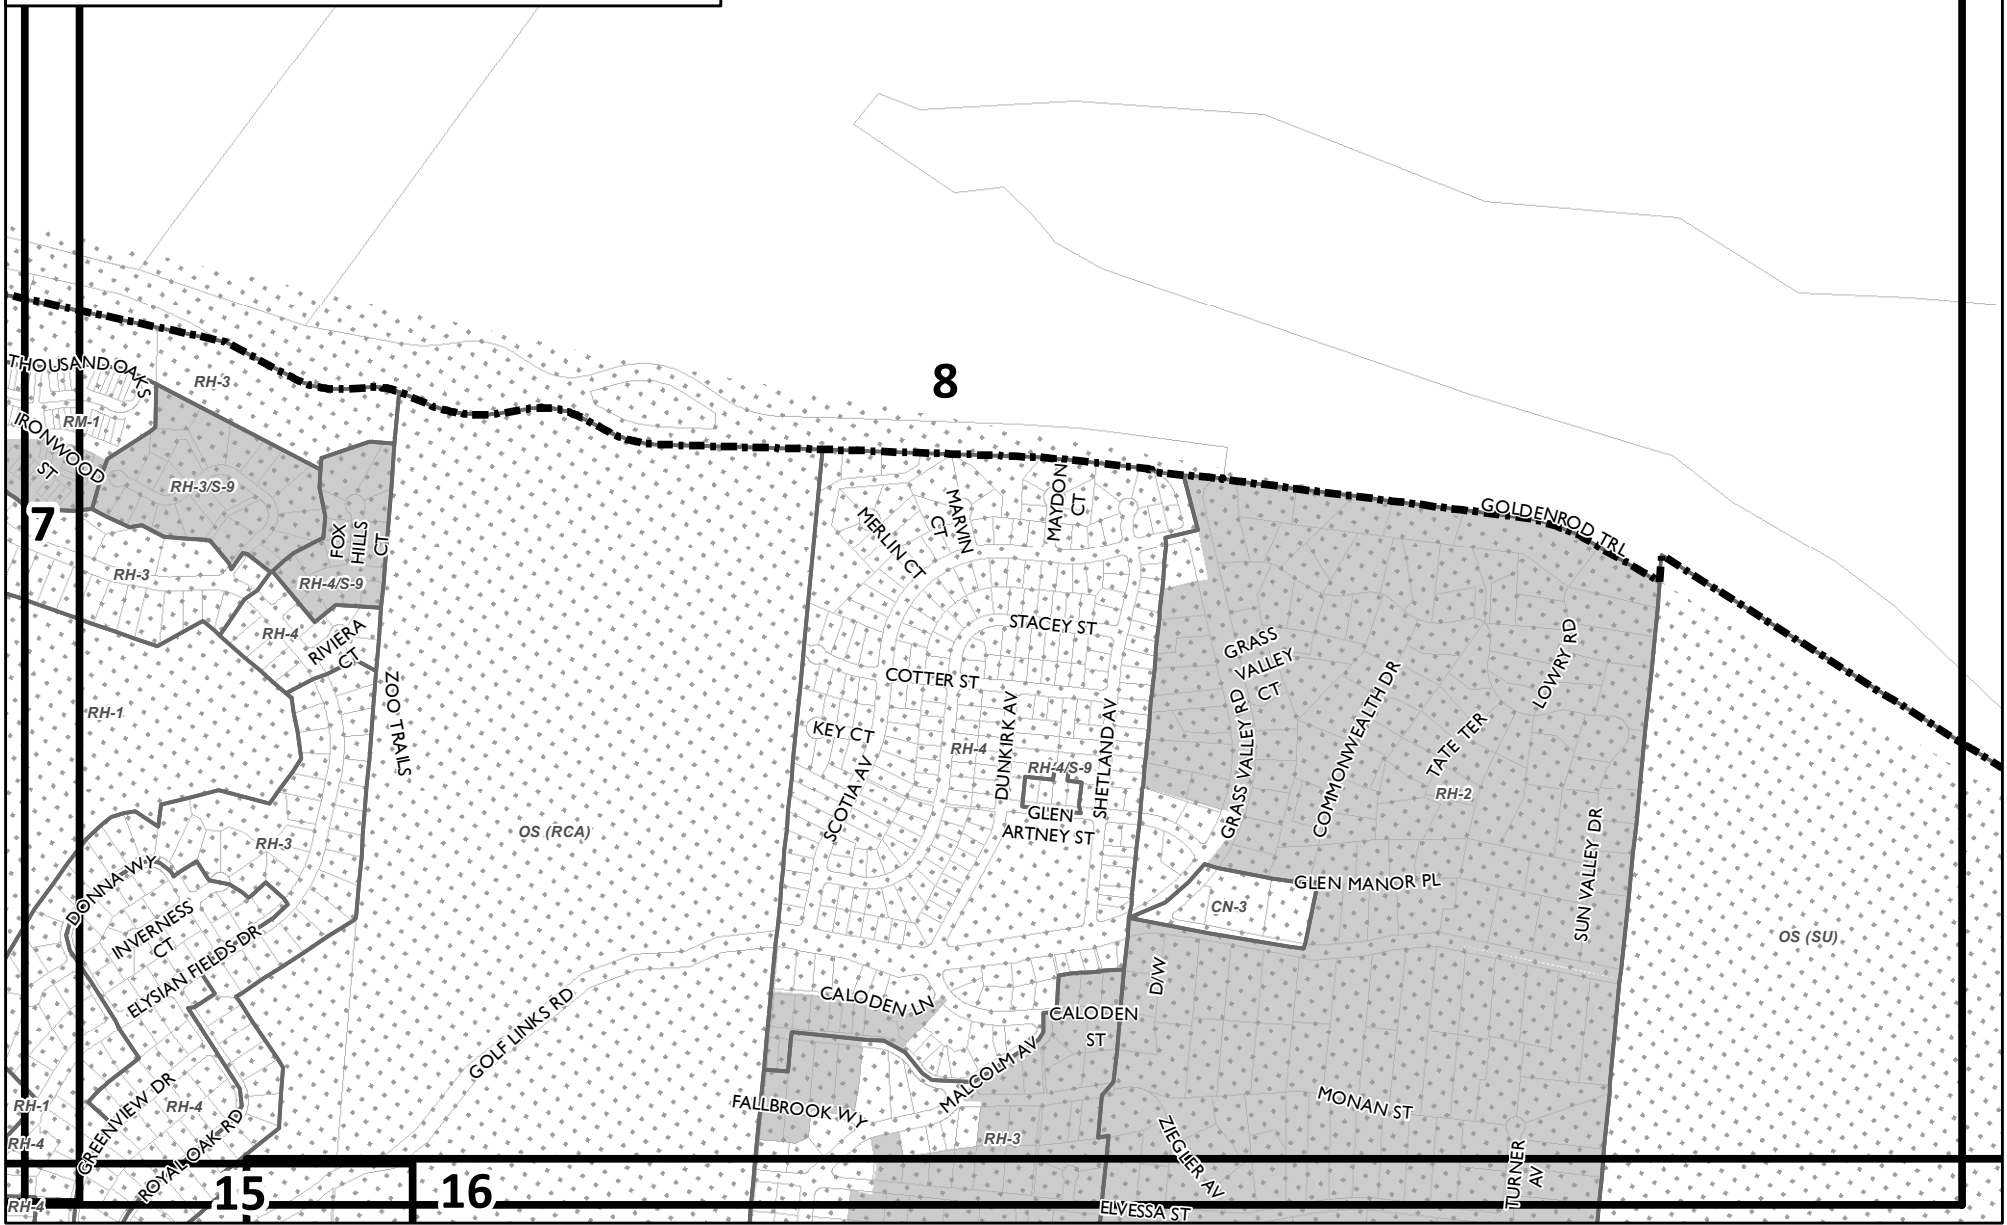 8
THOUSAND OAKS
RH-3
RM-1
IRONWOOD
ST
RH-3/S-9
7
FOX
HILLS
CT
RH-3
RH-4/S-9
RH-4
RIVIERA
CT
ZOO TRAILS
RH-1
RH-3
DONNA WY
INVERNESS
CT
ELYSIAN FIELDS DR
OS (RCA)
GOLF LINKS RD
GREENVIEW DR
RH-4
ROYAL OAK RD
RH-1
RH-4
RH-4
15
16
MERLIN CT
MARVIN
CT
MAYDON
CT
STACEY ST
COTTER ST
KEY CT
SCOTIA AV
RH-4
DUNKIRK AV
RH-4/S-9
SHETLAND AV
GLEN
ARTNEY ST
CALODEN LN
CALODEN
ST
MALCOLM AV
FALLBROOK WY
RH-3
GOLDENROD TRL
GRASS
VALLEY
CT
GRASS VALLEY RD
COMMONWEALTH DR
LOWRY RD
TATE TER
RH-2
SUN VALLEY DR
GLEN MANOR PL
CN-3
D/W
OS (SU)
MONAN ST
ZIEGLER AV
TURNER
AV
ELVESSA ST